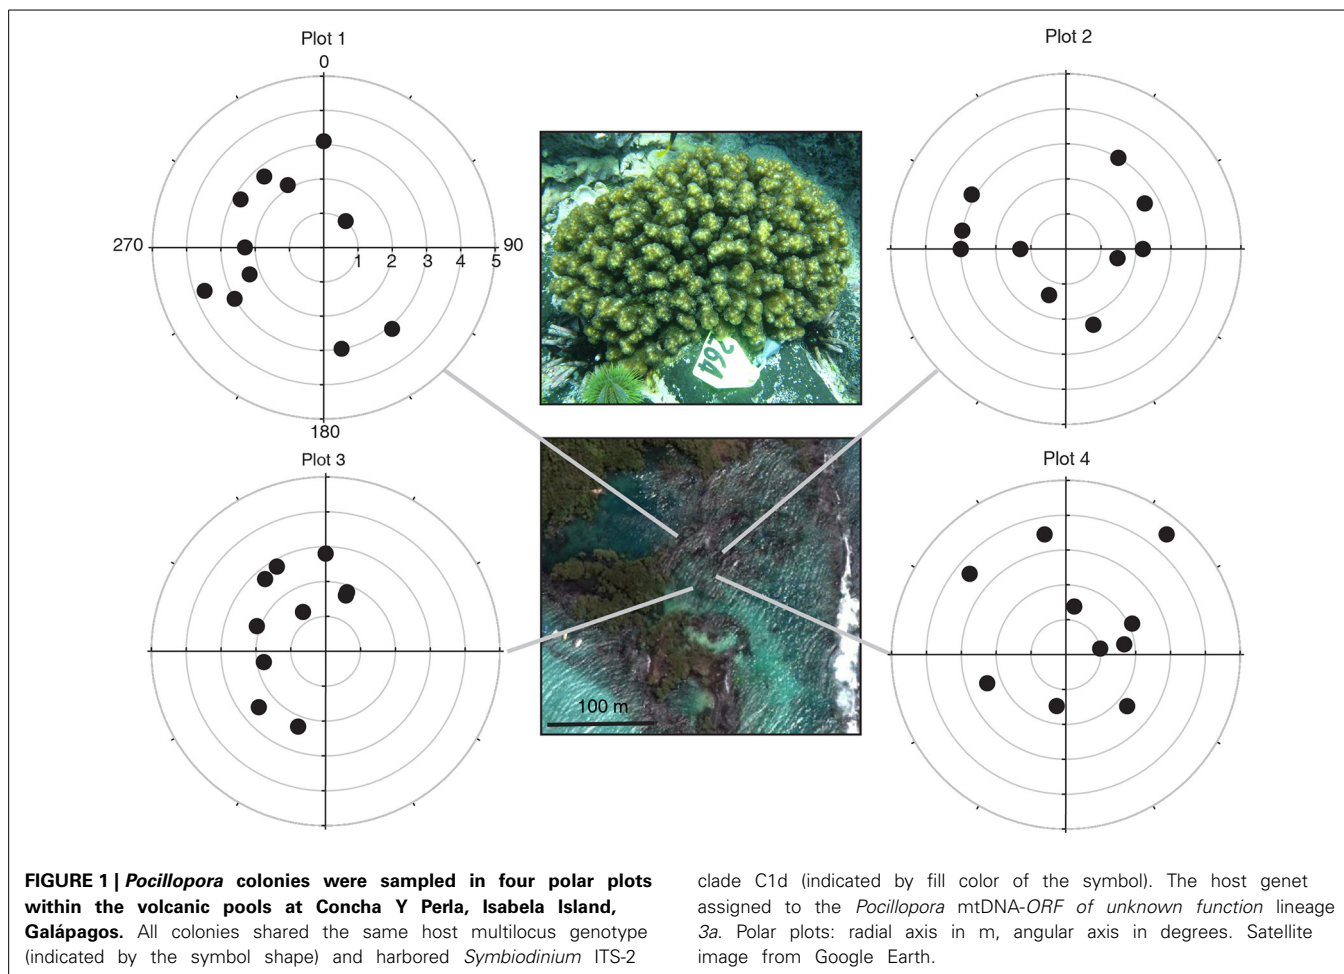 Plot 1
0
270
90
1 2 3 4 5
180
Plot 2
264
Plot 3
Plot 4
100 m
FIGURE 1 | Pocillopora colonies were sampled in four polar plots
within the volcanic pools at Concha Y Perla, Isabela Island,
Galápagos. All colonies shared the same host multilocus genotype
(indicated by the symbol shape) and harbored Symbiodinium ITS-2
clade C1d (indicated by fill color of the symbol). The host genet
assigned to the Pocillopora mtDNA-ORF of unknown function lineage
3a. Polar plots: radial axis in m, angular axis in degrees. Satellite
image from Google Earth.